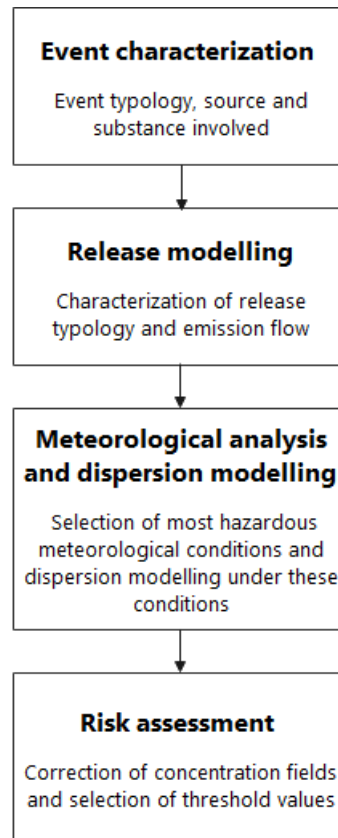 Event characterization
Event typology, source and
substance involved
Release modelling
Characterization of release
typology and emission flow
Meteorological analysis
and dispersion modelling
Selection of most hazardous
meteorological conditions and
dispersion modelling under these
conditions
Risk assessment
Correction of concentration fields
and selection of threshold values